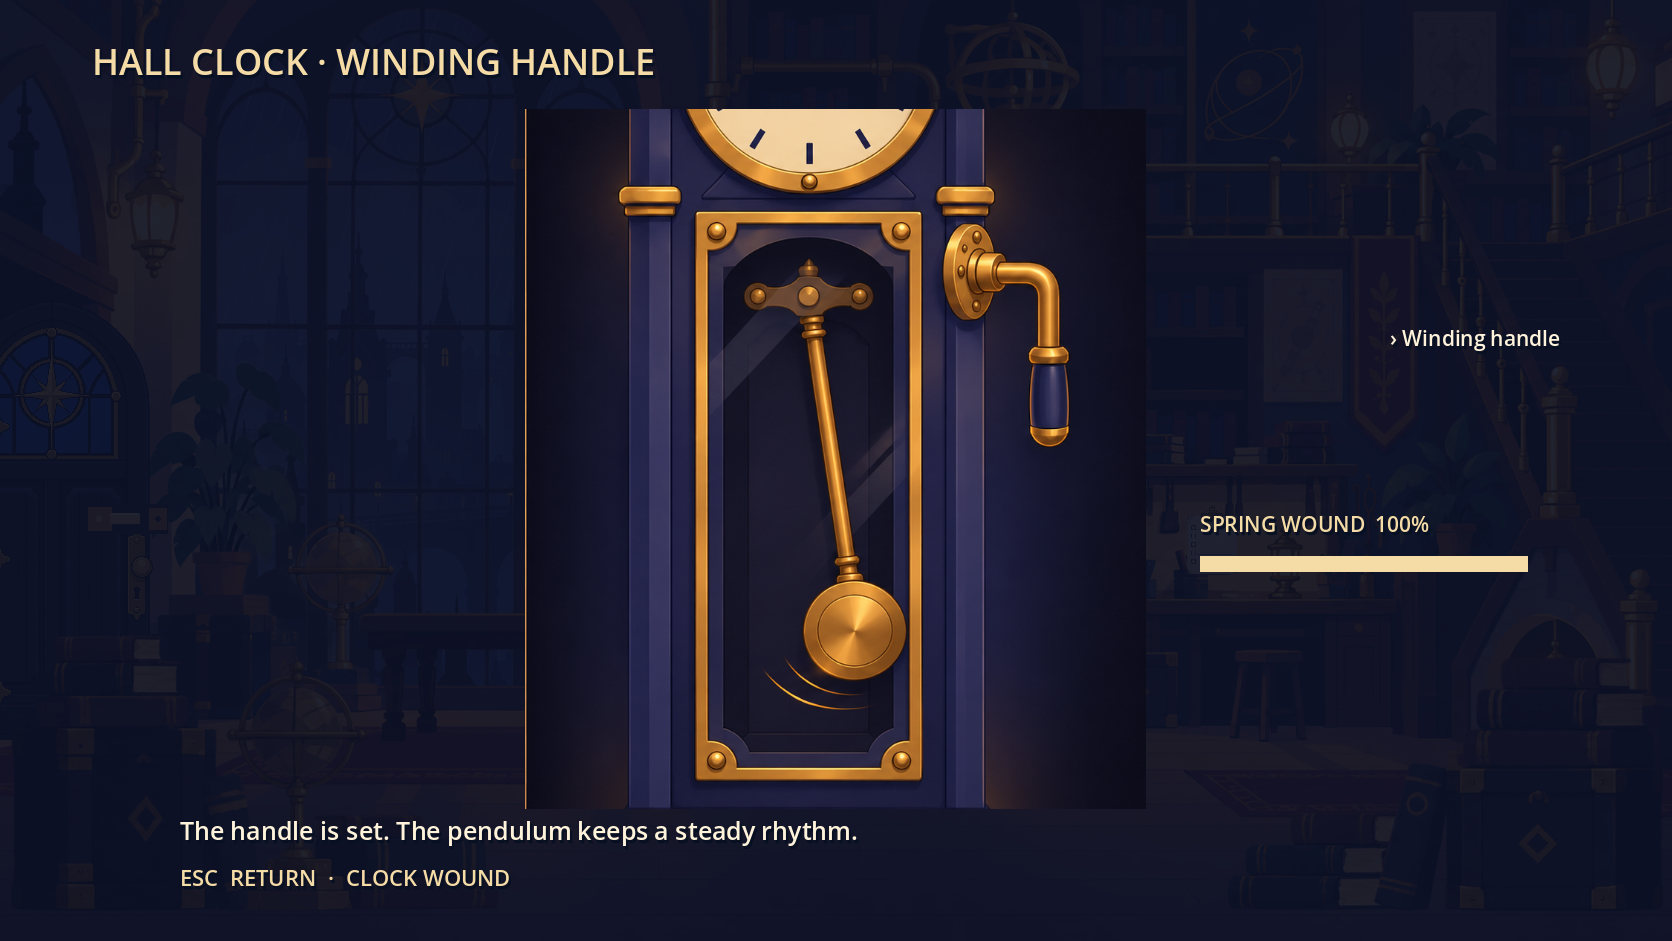 HALL CLOCK · WINDING HANDLE
› Winding handle
SPRING WOUND 100%
The handle is set. The pendulum keeps a steady rhythm.
ESC RETURN · CLOCK WOUND